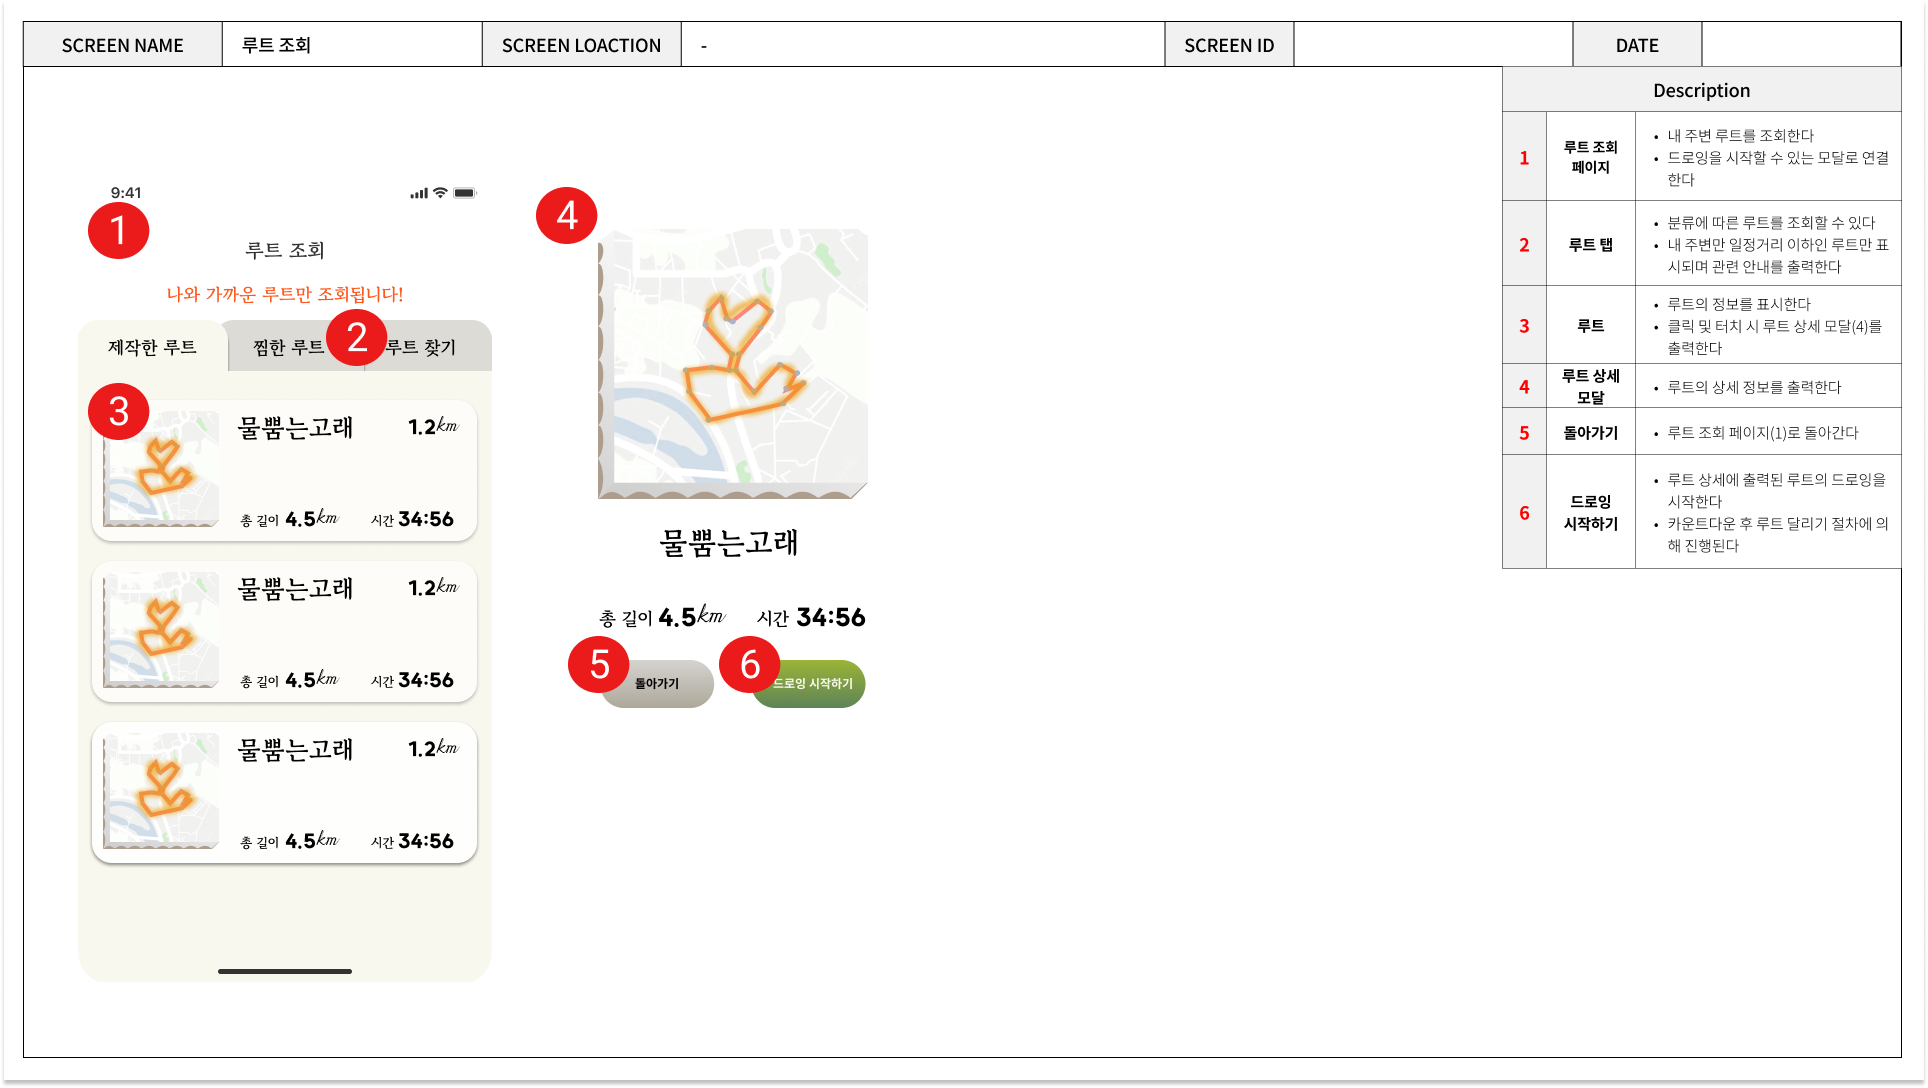 SCREEN NAME
루트 조회
SCREEN LOACTION
-
SCREEN ID
DATE
Description
1
루트 조회
페이지
• 내 주변 루트를 조회한다
• 드로잉을 시작할 수 있는 모달로 연결
한다
2
루트 탭
• 분류에 따른 루트를 조회할 수 있다
• 내 주변만 일정거리 이하인 루트만 표
시되며 관련 안내를 출력한다
3
루트
• 루트의 정보를 표시한다
• 클릭 및 터치 시 루트 상세 모달(4)를
출력한다
4
루트 상세
모달
• 루트의 상세 정보를 출력한다
5
돌아가기
• 루트 조회 페이지(1)로 돌아간다
6
드로잉
시작하기
• 루트 상세에 출력된 루트의 드로잉을
시작한다
• 카운트다운 후 루트 달리기 절차에 의
해 진행된다
9:41
1
루트 조회
나와 가까운 루트만 조회됩니다!
제작한 루트
찜한 루트
2
루트 찾기
3
물뿜는고래
1.2km
총 길이 4.5km
시간 34:56
물뿜는고래
1.2km
총 길이 4.5km
시간 34:56
물뿜는고래
1.2km
총 길이 4.5km
시간 34:56
4
물뿜는고래
총 길이 4.5km
시간 34:56
5
돌아가기
6
드로잉 시작하기